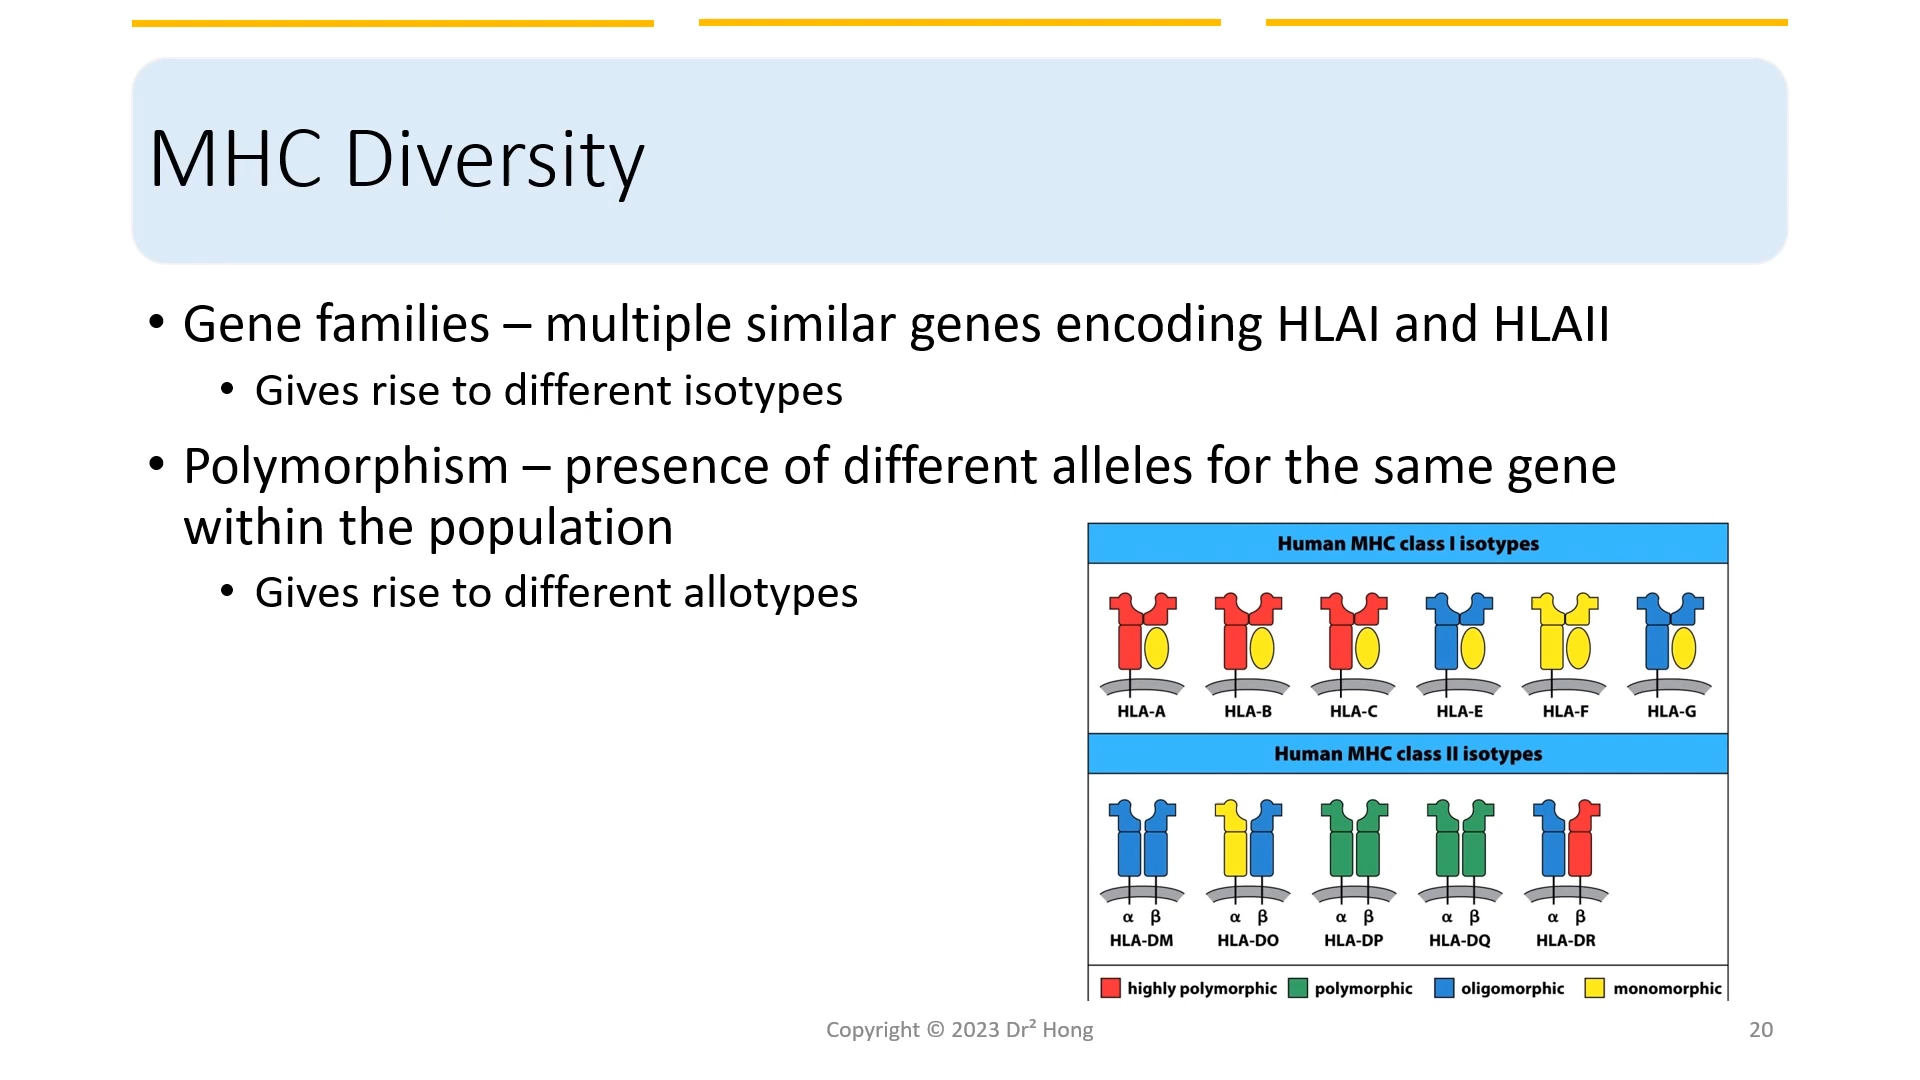 MHC Diversity
• Gene families – multiple similar genes encoding HLAI and HLAII
• Gives rise to different isotypes
• Polymorphism – presence of different alleles for the same gene
within the population
• Gives rise to different allotypes
Human MHC class I isotypes
HLA-A HLA-B HLA-C HLA-E HLA-F HLA-G
Human MHC class II isotypes
α β α β α β α β α β
HLA-DM HLA-DO HLA-DP HLA-DQ HLA-DR
highly polymorphic polymorphic oligomorphic monomorphic
Copyright © 2023 Dr² Hong
20